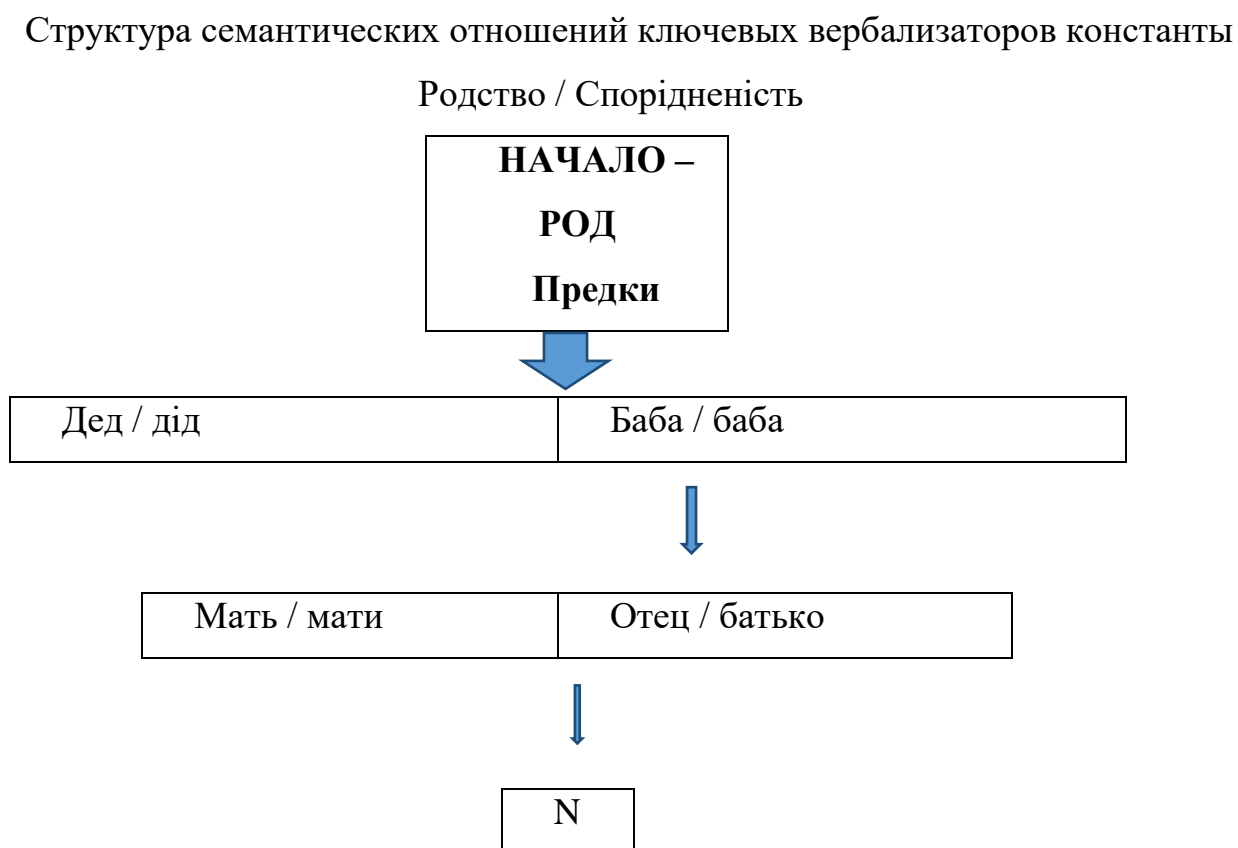 Структура семантических отношений ключевых вербализаторов константы
Родство / Спорідненість
НАЧАЛО –
РОД
Предки
Дед / дід
Баба / баба
Мать / мати
Отец / батько
N